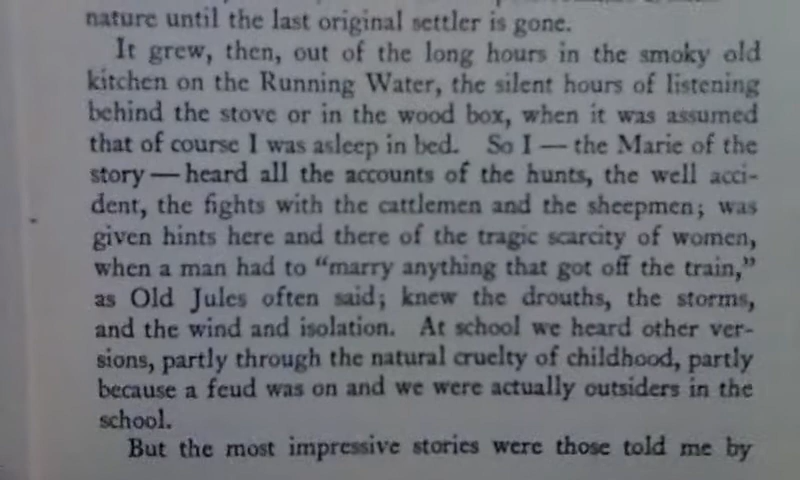 nature until the last original settler is gone.
It grew, then, out of the long hours in the smoky old
kitchen on the Running Water, the silent hours of listening
behind the stove or in the wood box, when it was assumed
that of course I was asleep in bed. So I — the Marie of the
story — heard all the accounts of the hunts, the well acci-
dent, the fights with the cattlemen and the sheepmen; was
given hints here and there of the tragic scarcity of women,
when a man had to “marry anything that got off the train,”
as Old Jules often said; knew the drouths, the storms,
and the wind and isolation. At school we heard other ver-
sions, partly through the natural cruelty of childhood, partly
because a feud was on and we were actually outsiders in the
school.
But the most impressive stories were those told me by